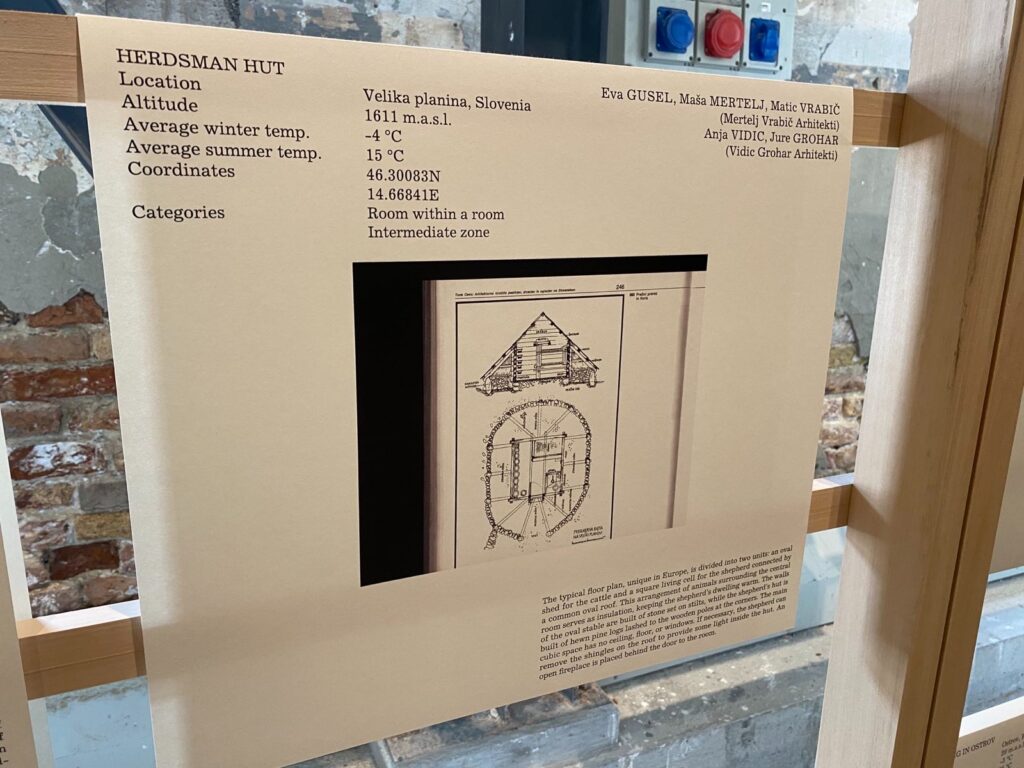 HERDSMAN HUT
Location Velika planina, Slovenia
Altitude 1611 m.a.s.l.
Average winter temp. -4 °C
Average summer temp. 15 °C
Coordinates 46.30083N
14.66841E
Categories Room within a room
Intermediate zone
Eva GUSEL, Maša MERTELJ, Matic VRABIČ
(Mertelj Vrabič Arhitekti)
Anja VIDIC, Jure GROHAR
(Vidic Grohar Arhitekti)
246
The typical floor plan, unique in Europe, is divided into two units: an oval
shed for the cattle and a square living cell for the shepherd connected by
a common oval roof. This arrangement of animals surrounding the central
room serves as insulation, keeping the shepherd's dwelling warm. The walls
of the oval stable are built of stone set on stilts, while the shepherd's hut is
built of hewn pine logs lashed to the wooden poles at the corners. The main
cubic space has no ceiling, floor, or windows. If necessary, the shepherd can
remove the shingles on the roof to provide some light inside the hut. An
open fireplace is placed behind the door to the room.
G IN OSTROV